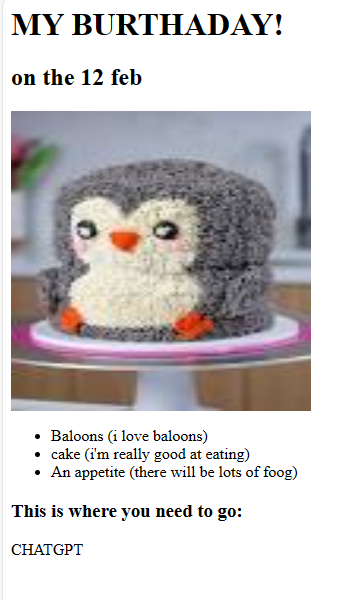 MY BURTHADAY!
on the 12 feb
Baloons (i love baloons)
cake (i'm really good at eating)
An appetite (there will be lots of foog)
This is where you need to go:
CHATGPT